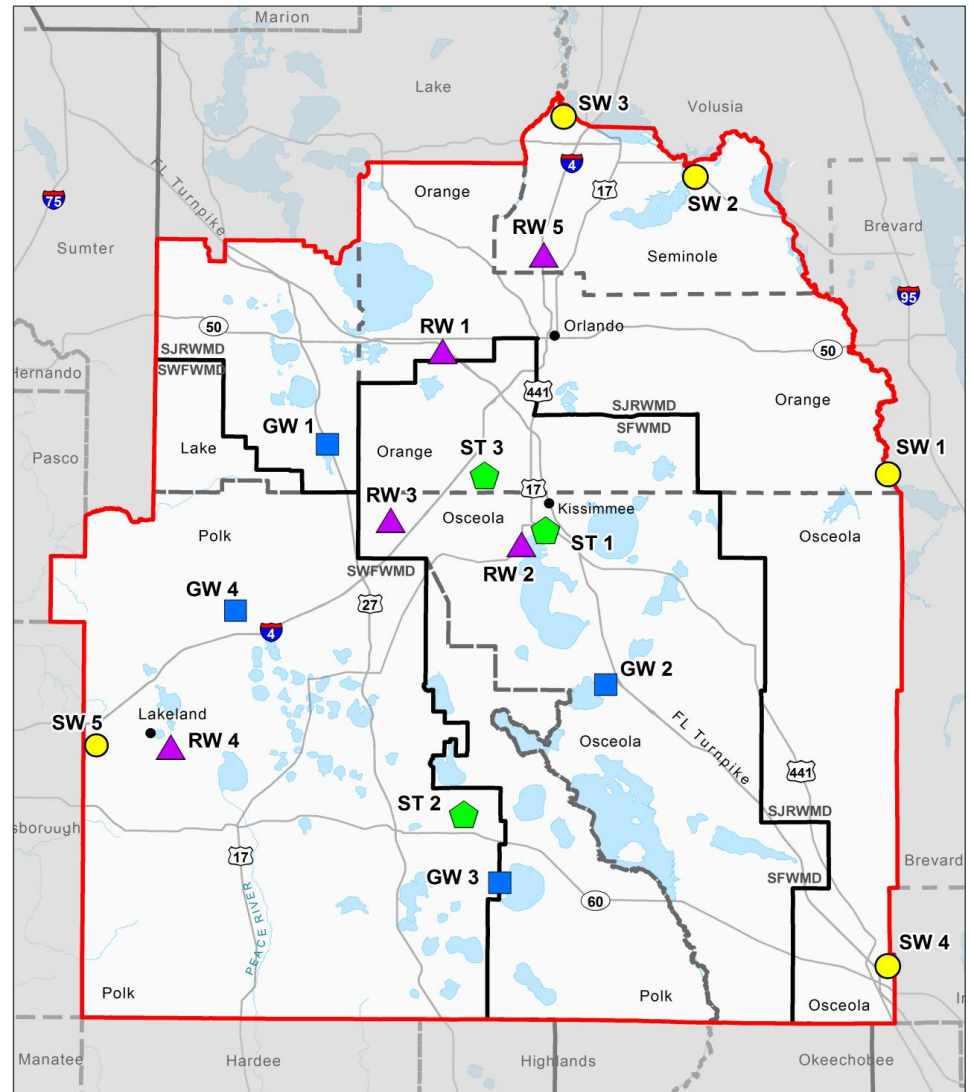 Marion
Lake
Volusia
SW 3
4
17
SW 2
Orange
FL Turnpike
75
Sumter
RW 5
Seminole
Brevard
95
50
RW 1
Orlando
50
SJRWMD
SWFWMD
Hernando
441
SJRWMD
SFWMD
Orange
Pasco
GW 1
Lake
Orange
ST 3
SW 1
17
Kissimmee
RW 3
Osceola
Polk
ST 1
Osceola
RW 2
SWFWMD
GW 4
27
4
GW 2
SW 5
Lakeland
RW 4
Osceola
FL Turnpike
441
ST 2
SJRWMD
sborough
17
Brevard
GW 3
SFWMD
60
PEACE RIVER
SW 4
Polk
Polk
Osceola
Manatee
Hardee
Highlands
Okeechobee